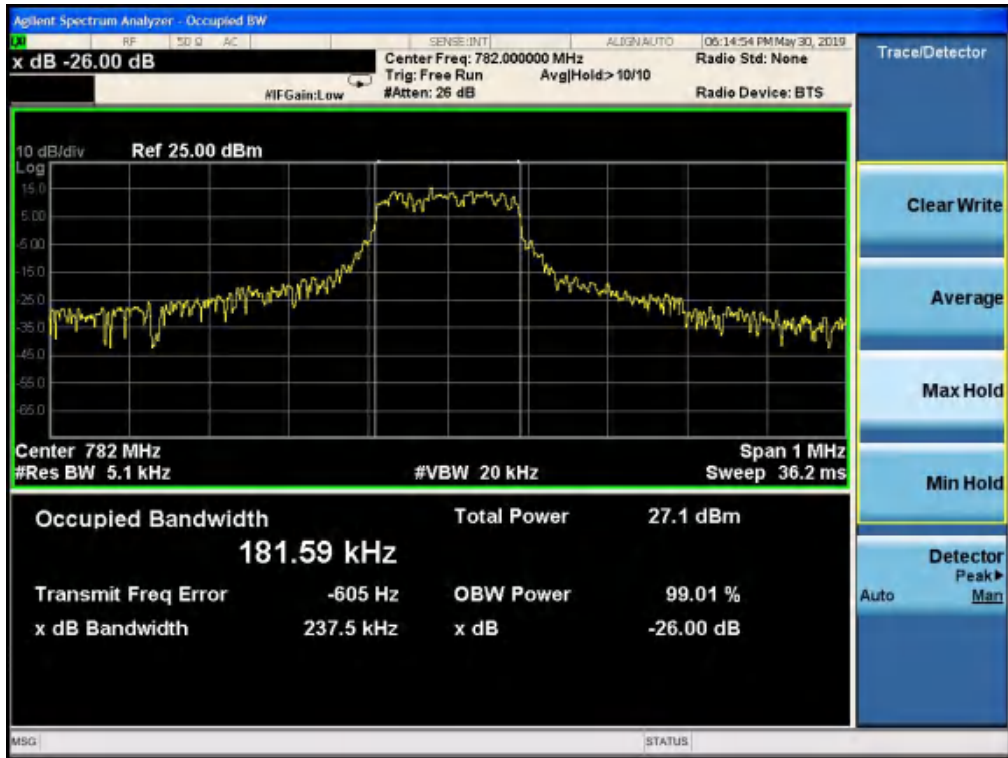 Agilent Spectrum Analyzer - Occupied BW
RF 50 Ω AC SENSE:INT ALIGN AUTO 06:14:54 PM May 30, 2019
x dB -26.00 dB Center Freq: 782.000000 MHz Radio Std: None
Trig: Free Run Avg|Hold:> 10/10
#IFGain:Low #Atten: 26 dB Radio Device: BTS
10 dB/div Ref 25.00 dBm
Log
15.0
5.00
-5.00
-15.0
-25.0
-35.0
-45.0
-55.0
-65.0
Center 782 MHz Span 1 MHz
#Res BW 5.1 kHz #VBW 20 kHz Sweep 36.2 ms
Occupied Bandwidth Total Power 27.1 dBm
181.59 kHz
Transmit Freq Error -605 Hz OBW Power 99.01 %
x dB Bandwidth 237.5 kHz x dB -26.00 dB
MSG STATUS
Trace/Detector
Clear Write
Average
Max Hold
Min Hold
Detector
Peak▶
Auto Man